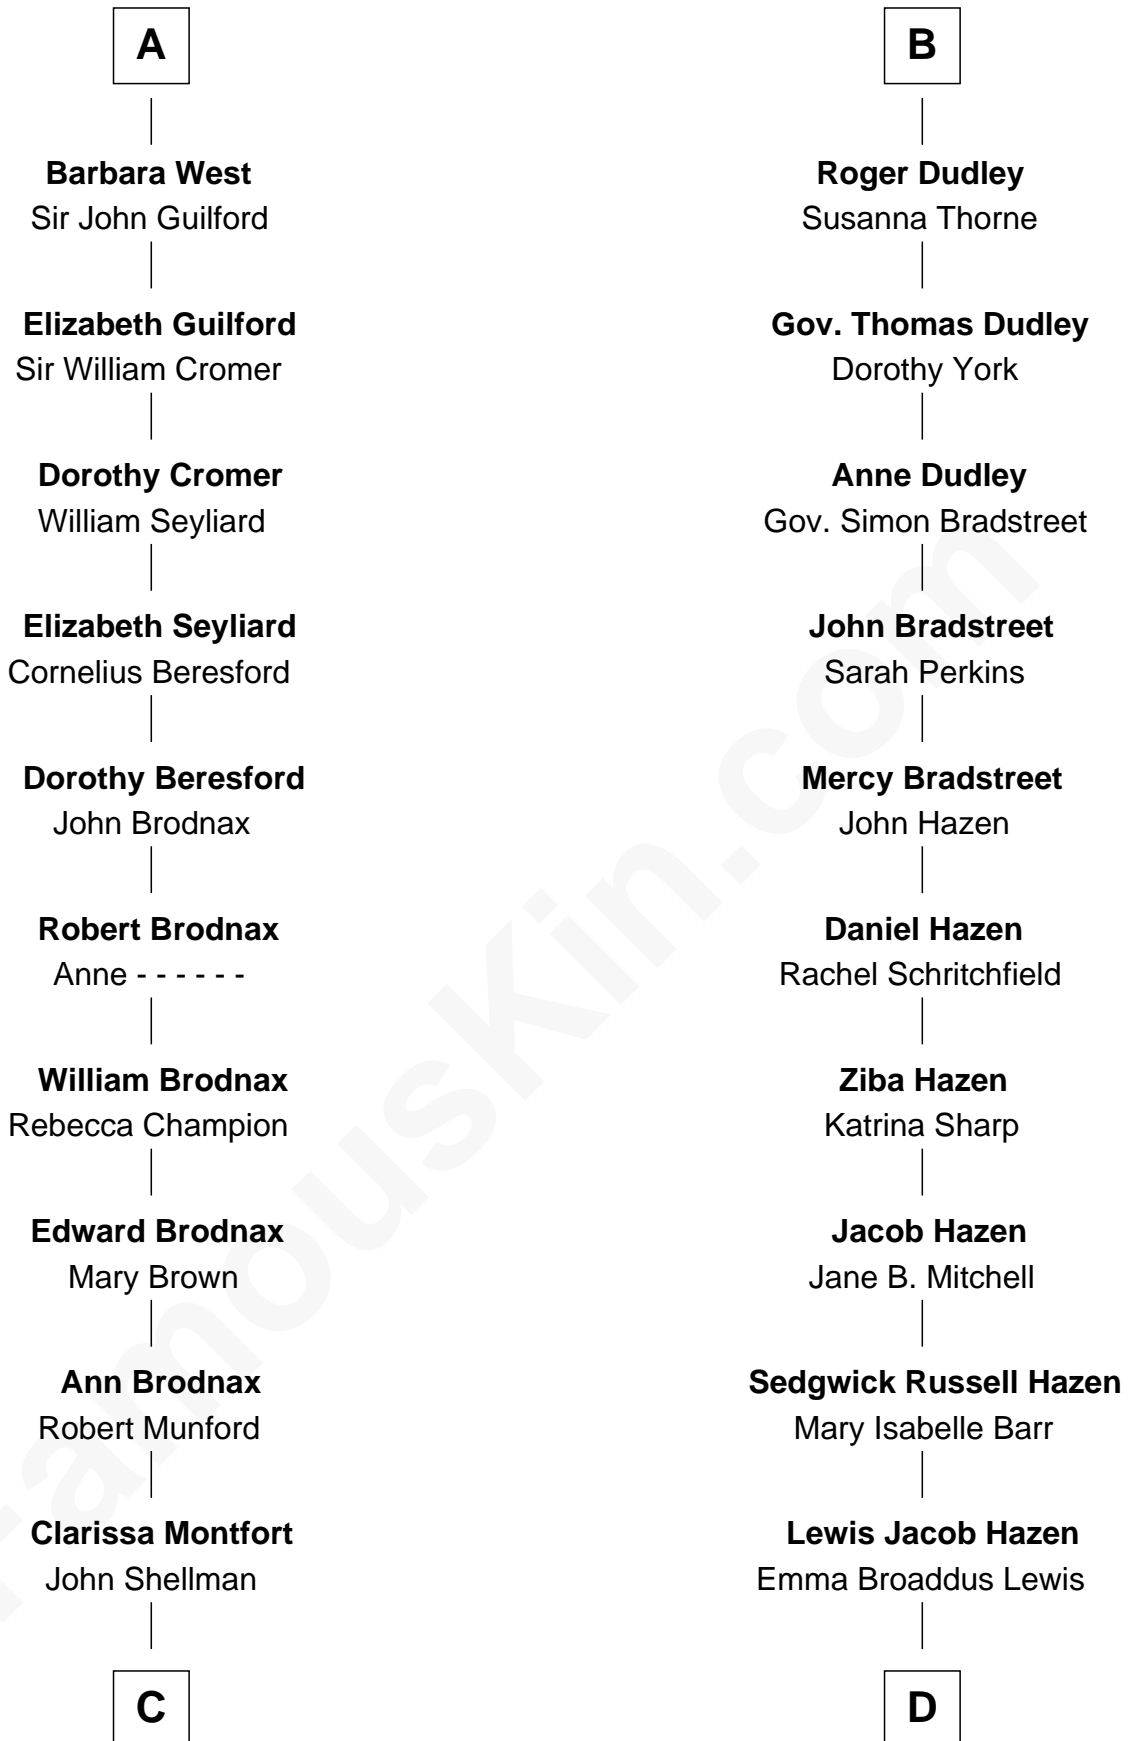 A
Barbara West
Sir John Guilford
Elizabeth Guilford
Sir William Cromer
Dorothy Cromer
William Seyliard
Elizabeth Seyliard
Cornelius Beresford
Dorothy Beresford
John Brodnax
Robert Brodnax
Anne - - - - - -
William Brodnax
Rebecca Champion
Edward Brodnax
Mary Brown
Ann Brodnax
Robert Munford
Clarissa Montfort
John Shellman
C
B
Roger Dudley
Susanna Thorne
Gov. Thomas Dudley
Dorothy York
Anne Dudley
Gov. Simon Bradstreet
John Bradstreet
Sarah Perkins
Mercy Bradstreet
John Hazen
Daniel Hazen
Rachel Schritchfield
Ziba Hazen
Katrina Sharp
Jacob Hazen
Jane B. Mitchell
Sedgwick Russell Hazen
Mary Isabelle Barr
Lewis Jacob Hazen
Emma Broaddus Lewis
D
FamousKin.com